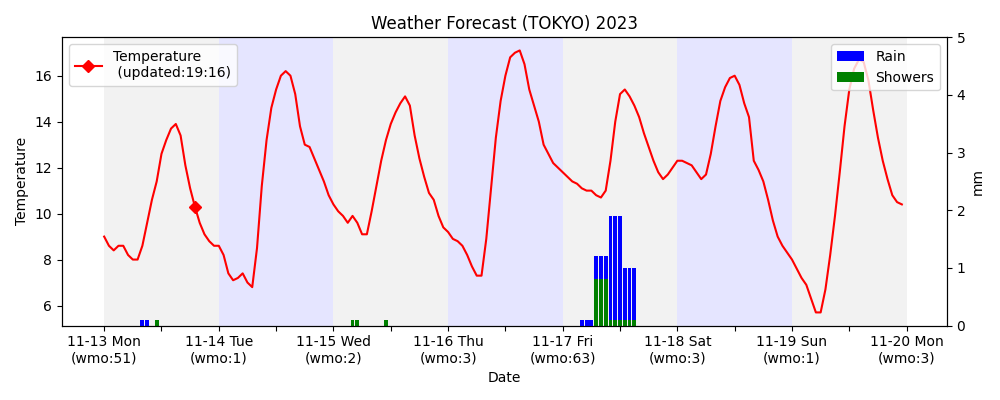 Weather Forecast (TOKYO) 2023
Temperature
(updated:19:16)
Rain
Showers
Temperature
16
14
12
10
8
6
5
4
3
2
1
0
mm
11-13 Mon
(wmo:51)
11-14 Tue
(wmo:1)
11-15 Wed
(wmo:2)
11-16 Thu
(wmo:3)
11-17 Fri
(wmo:63)
11-18 Sat
(wmo:3)
11-19 Sun
(wmo:1)
11-20 Mon
(wmo:3)
Date